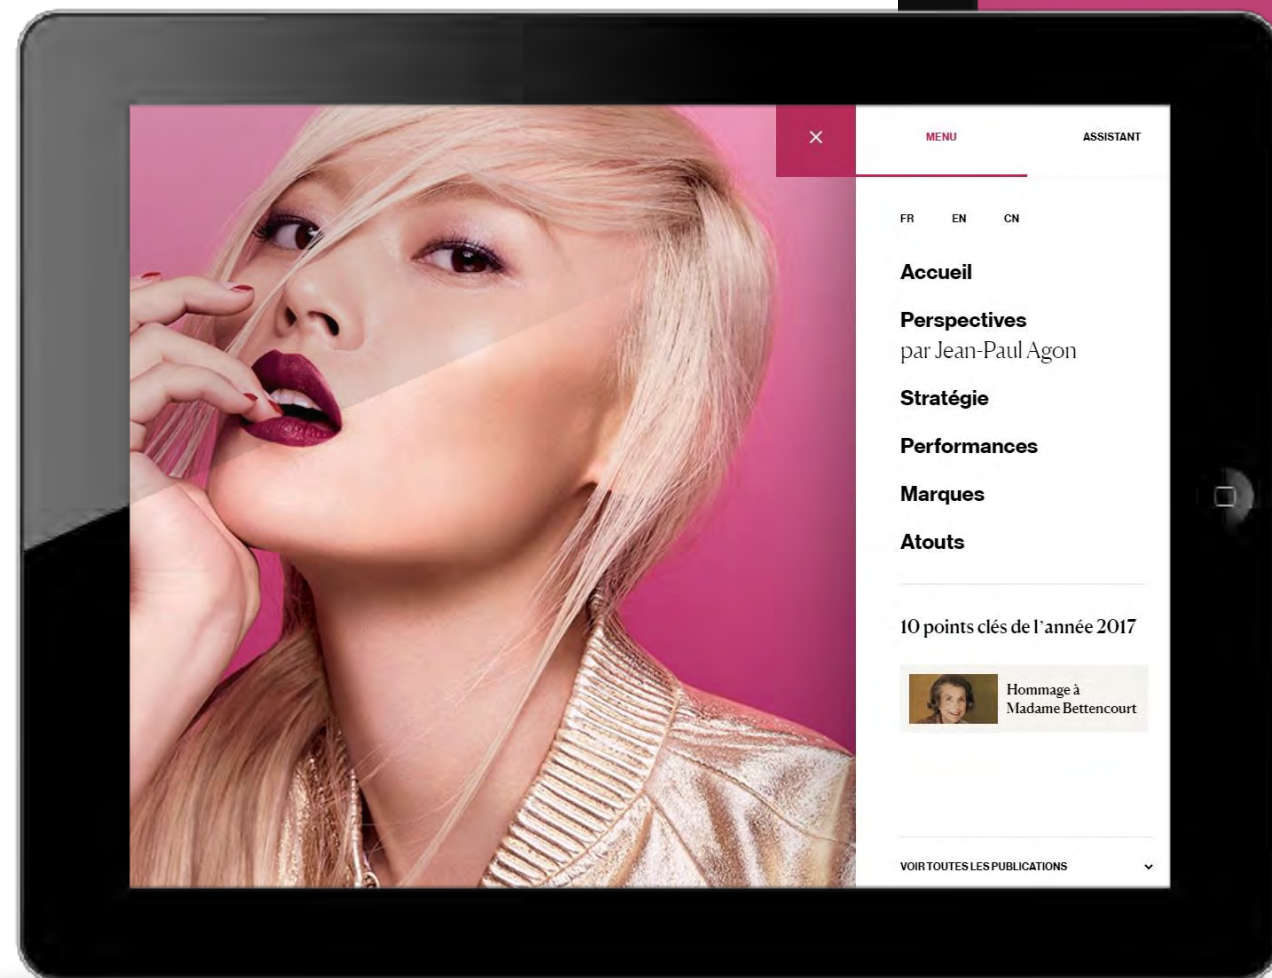 MENU
ASSISTANT
FR EN CN
Accueil
Perspectives
par Jean-Paul Agon
Stratégie
Performances
Marques
Atouts
10 points clés de l'année 2017
Hommage à
Madame Bettencourt
VOIR TOUTES LES PUBLICATIONS